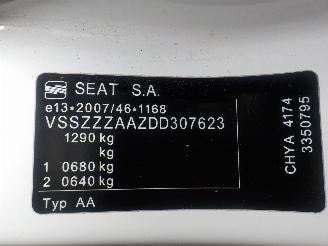 SEAT S.A.
e13*2007/46*1168
VSSZZZAAZDD307623
1290 kg
kg
1 0680 kg
2 0640 kg
Typ AA
CHYA 4174
3350795